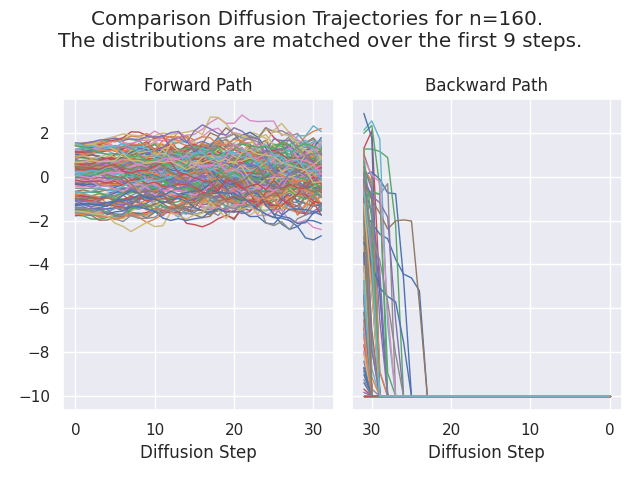 Comparison Diffusion Trajectories for n=160.
The distributions are matched over the first 9 steps.
Forward Path
Backward Path
2
0
−2
−4
−6
−8
−10
0 10 20 30
30 20 10 0
Diffusion Step
Diffusion Step